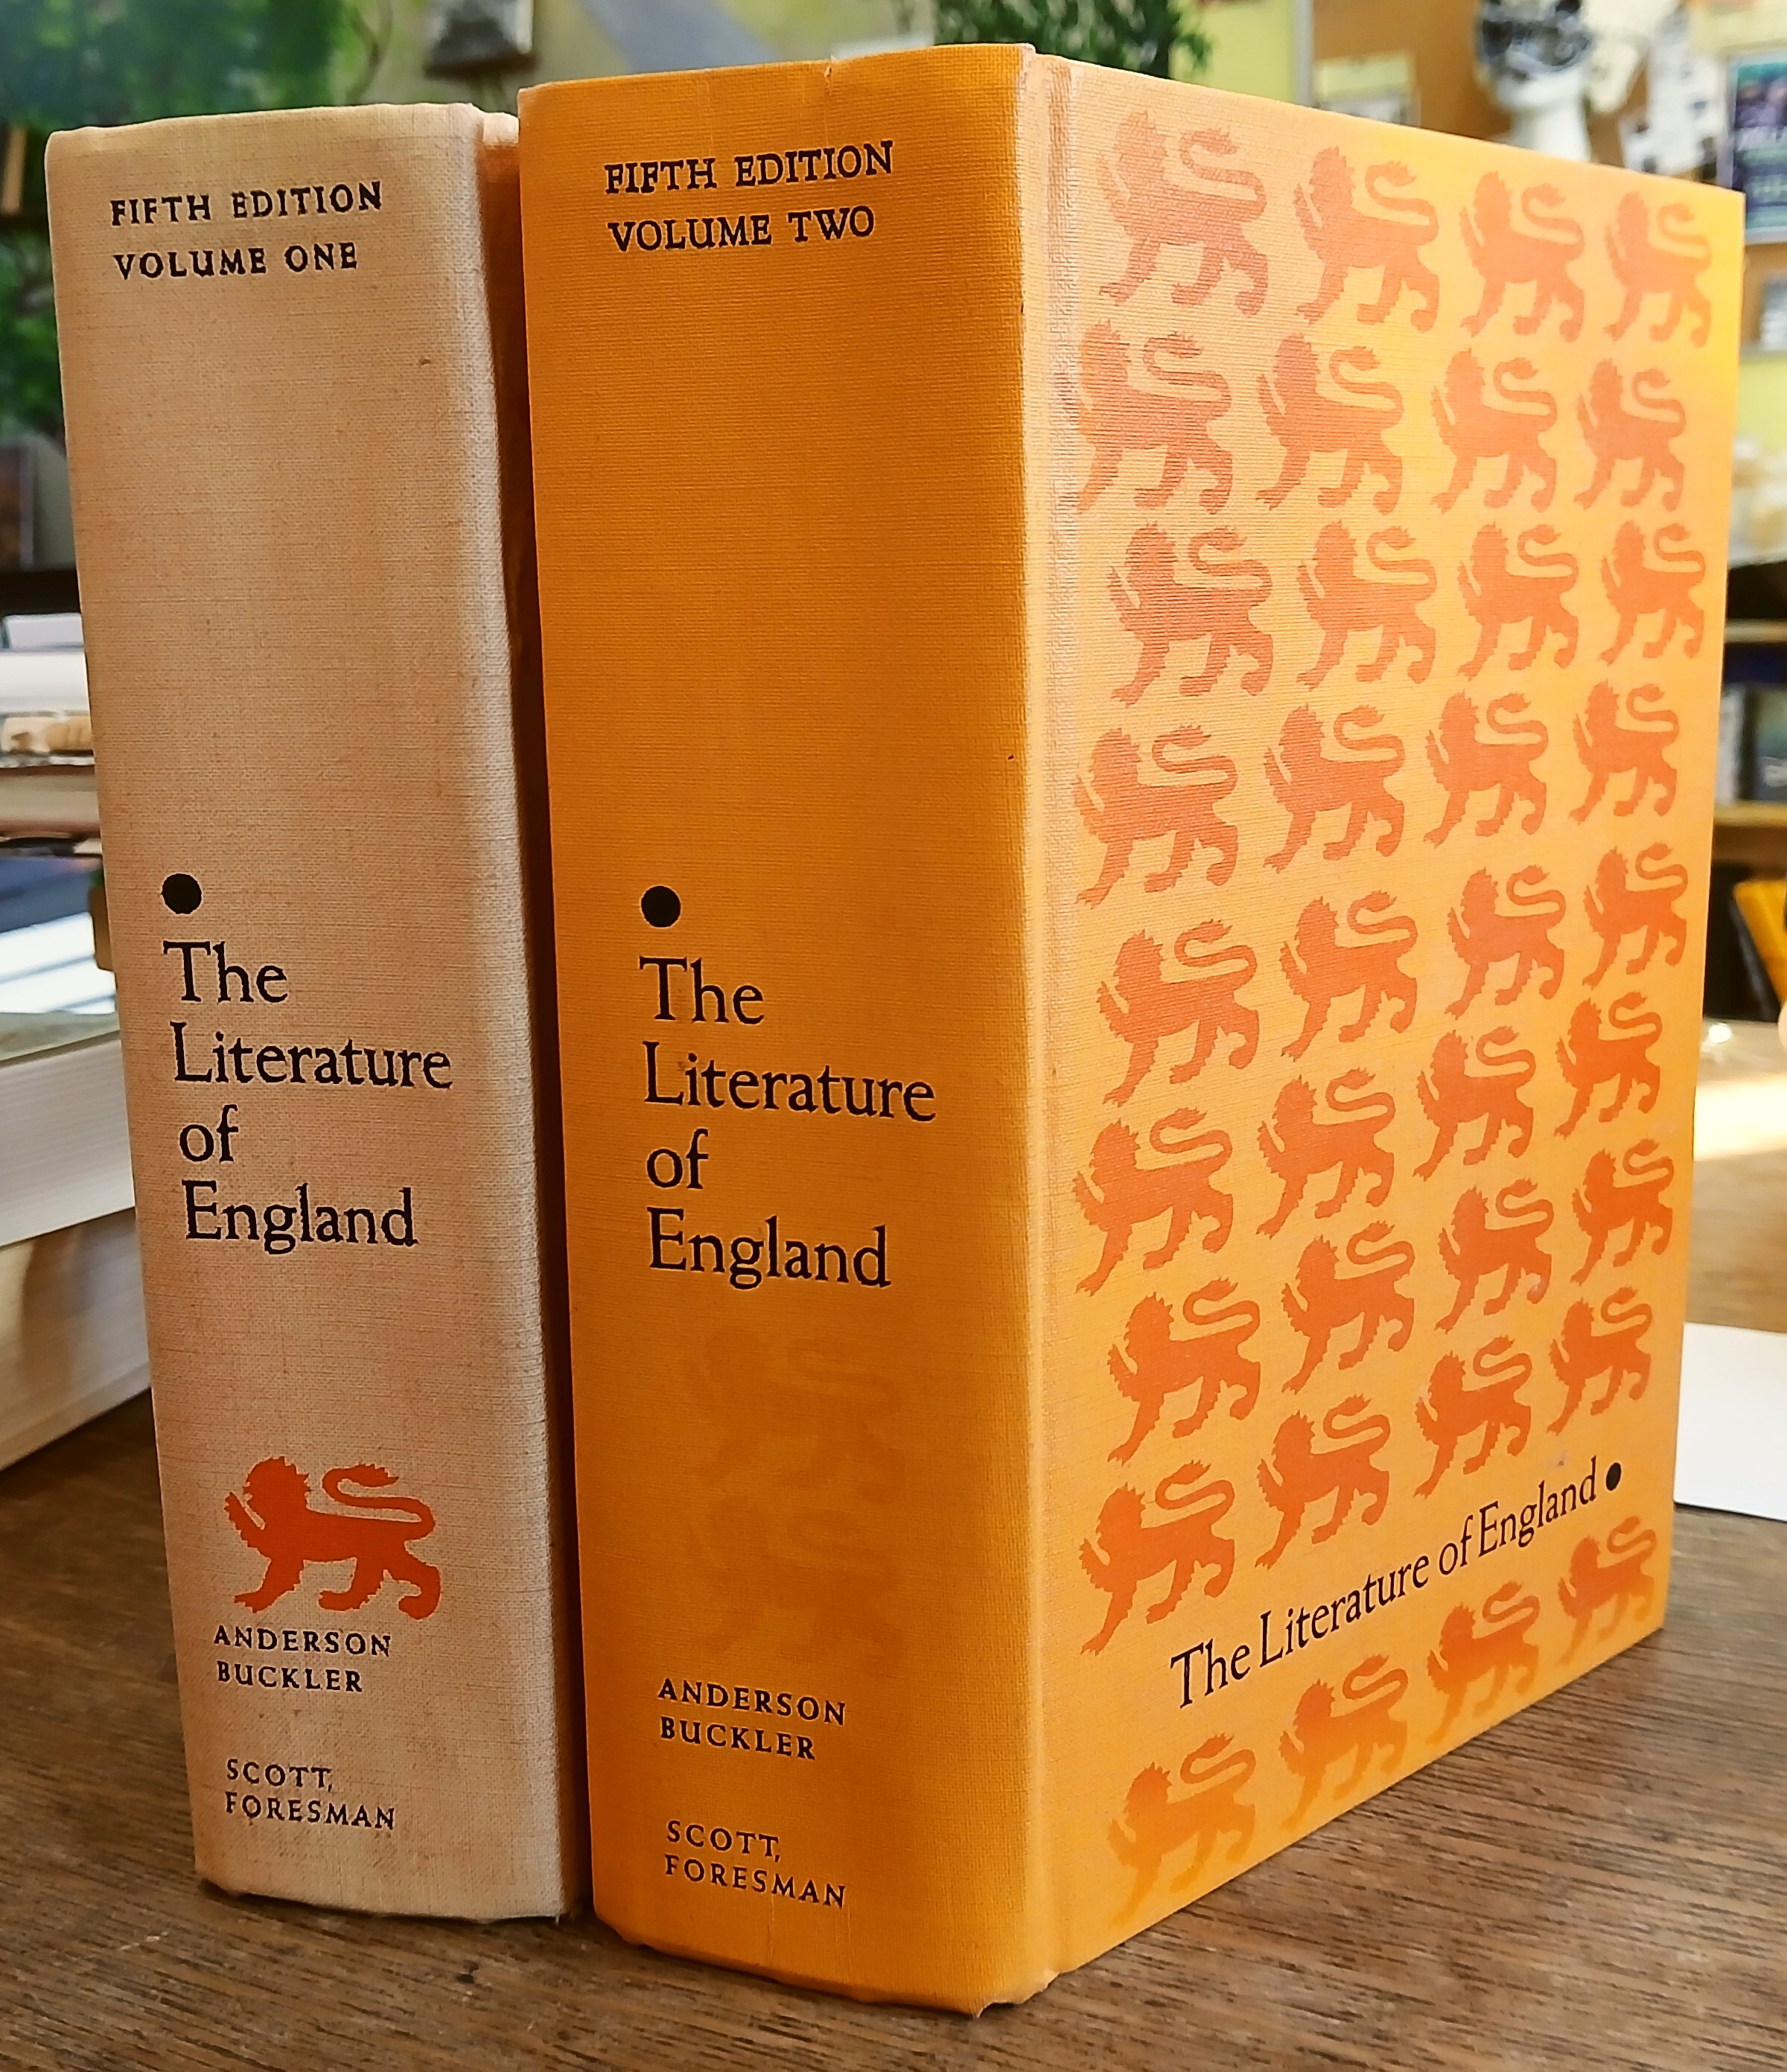 FIFTH EDITION
VOLUME ONE
The
Literature
of
England
ANDERSON
BUCKLER
SCOTT,
FORESMAN
FIFTH EDITION
VOLUME TWO
The
Literature
of
England
ANDERSON
BUCKLER
SCOTT,
FORESMAN
The Literature of England